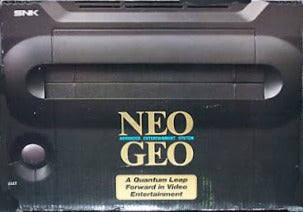 SNK
NEO
ADVANCED ENTERTAINMENT SYSTEM
GEO
A Quantum Leap
Forward in Video
Entertainment